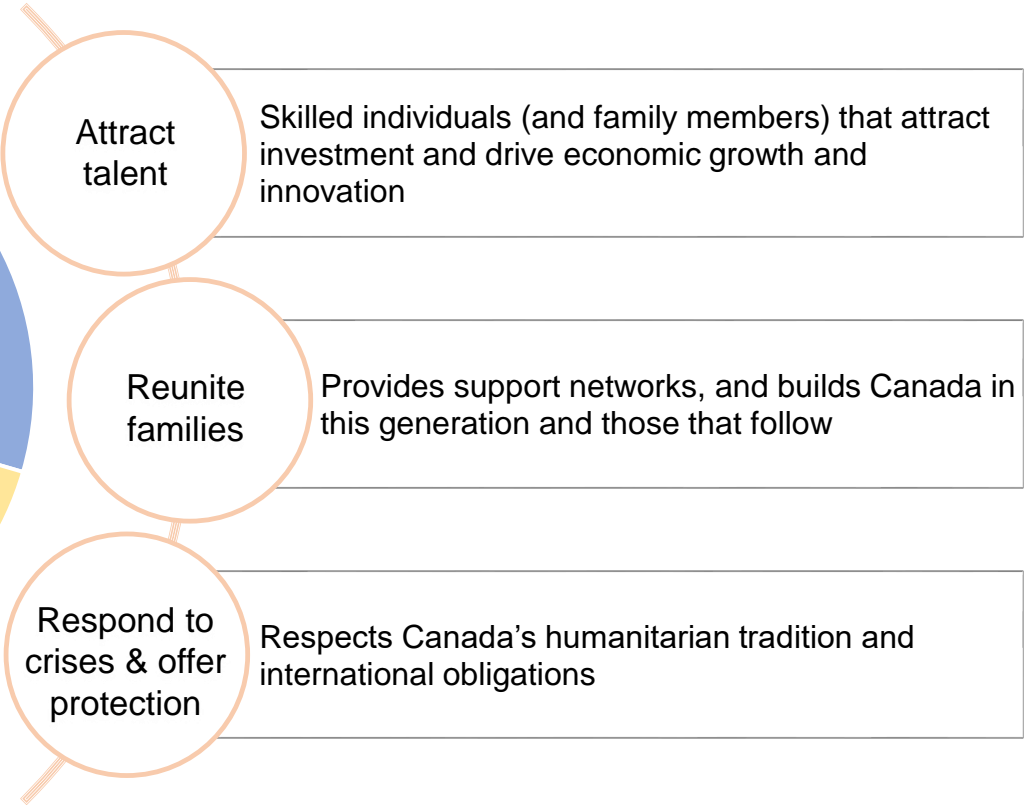 Attract
talent
Skilled individuals (and family members) that attract
investment and drive economic growth and
innovation
Reunite
families
Provides support networks, and builds Canada in
this generation and those that follow
Respond to
crises & offer
protection
Respects Canada’s humanitarian tradition and
international obligations